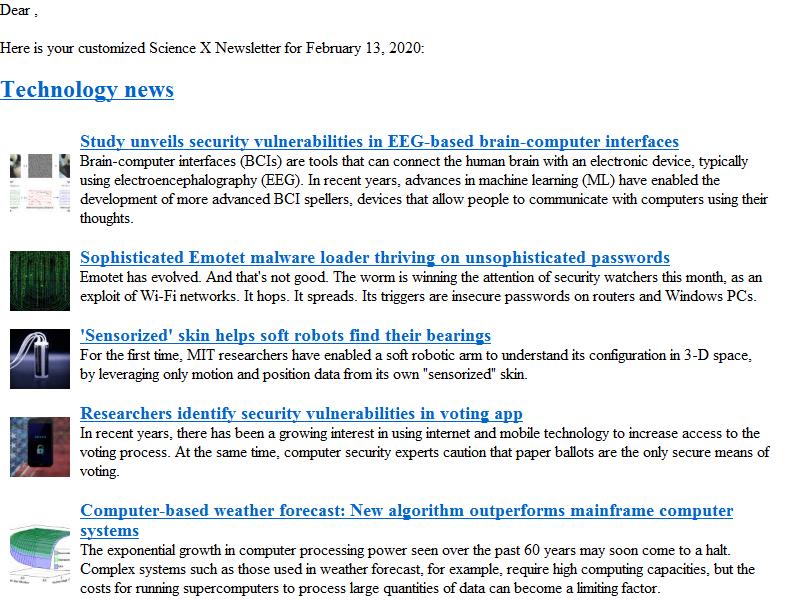 Dear ,
Here is your customized Science X Newsletter for February 13, 2020:
Technology news
Study unveils security vulnerabilities in EEG-based brain-computer interfaces
Brain-computer interfaces (BCIs) are tools that can connect the human brain with an electronic device, typically
using electroencephalography (EEG). In recent years, advances in machine learning (ML) have enabled the
development of more advanced BCI spellers, devices that allow people to communicate with computers using their
thoughts.
Sophisticated Emotet malware loader thriving on unsophisticated passwords
Emotet has evolved. And that's not good. The worm is winning the attention of security watchers this month, as an
exploit of Wi-Fi networks. It hops. It spreads. Its triggers are insecure passwords on routers and Windows PCs.
'Sensorized' skin helps soft robots find their bearings
For the first time, MIT researchers have enabled a soft robotic arm to understand its configuration in 3-D space,
by leveraging only motion and position data from its own "sensorized" skin.
Researchers identify security vulnerabilities in voting app
In recent years, there has been a growing interest in using internet and mobile technology to increase access to the
voting process. At the same time, computer security experts caution that paper ballots are the only secure means of
voting.
Computer-based weather forecast: New algorithm outperforms mainframe computer
systems
The exponential growth in computer processing power seen over the past 60 years may soon come to a halt.
Complex systems such as those used in weather forecast, for example, require high computing capacities, but the
costs for running supercomputers to process large quantities of data can become a limiting factor.